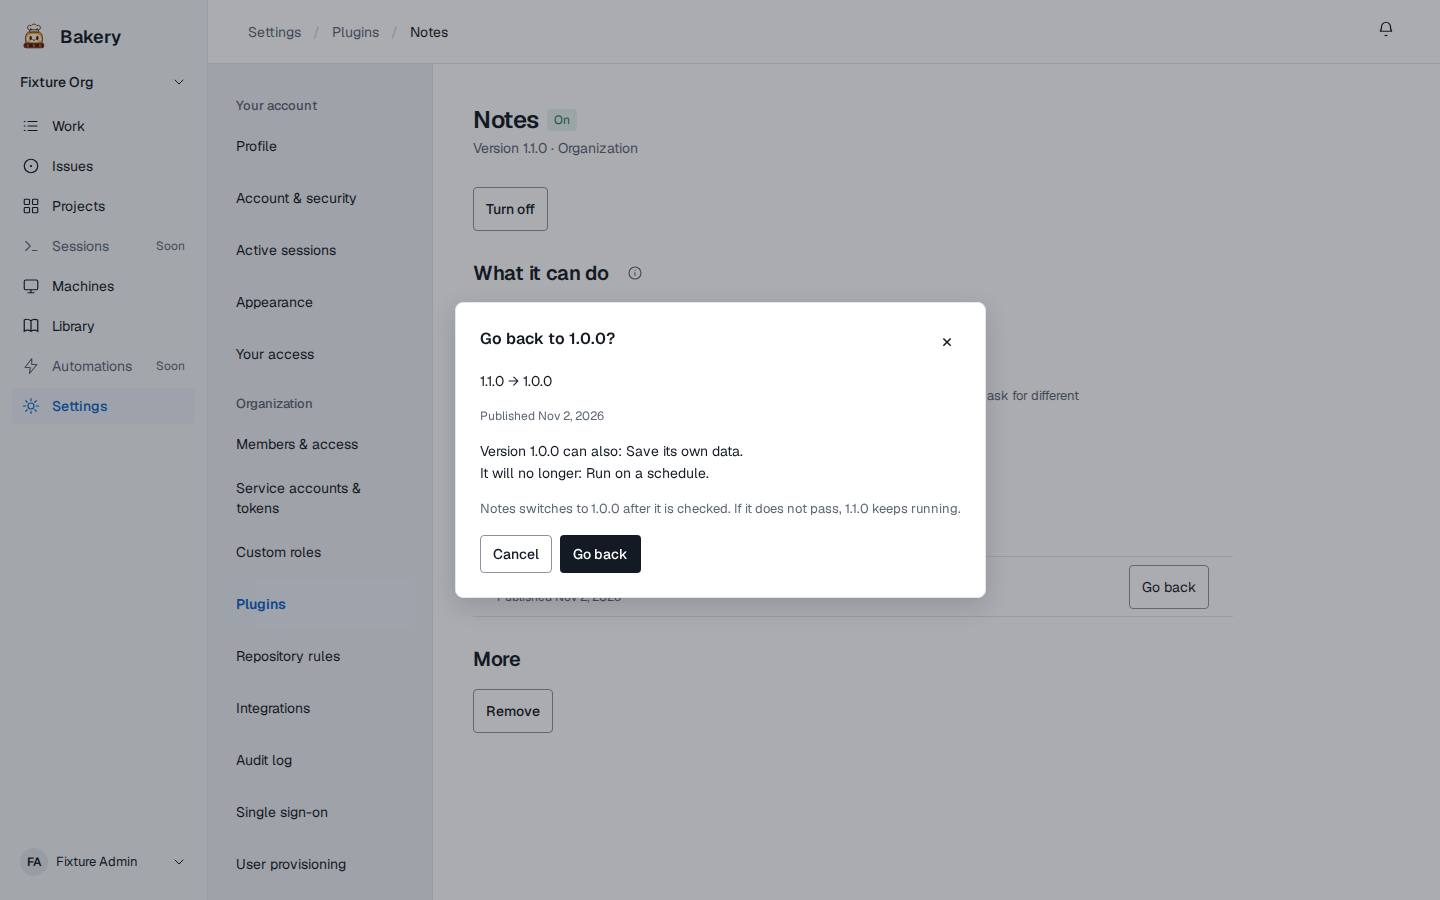 Bakery
Fixture Org
Work
Issues
Projects
Sessions Soon
Machines
Library
Automations Soon
Settings
FA Fixture Admin
Settings / Plugins / Notes
Your account
Profile
Account & security
Active sessions
Appearance
Your access
Organization
Members & access
Service accounts &
tokens
Custom roles
Plugins
Repository rules
Integrations
Audit log
Single sign-on
User provisioning
Notes On
Version 1.1.0 · Organization
Turn off
What it can do
ask for different
Go back to 1.0.0?
1.1.0 → 1.0.0
Published Nov 2, 2026
Version 1.0.0 can also: Save its own data.
It will no longer: Run on a schedule.
Notes switches to 1.0.0 after it is checked. If it does not pass, 1.1.0 keeps running.
Cancel Go back
Go back
Published Nov 2, 2026
More
Remove